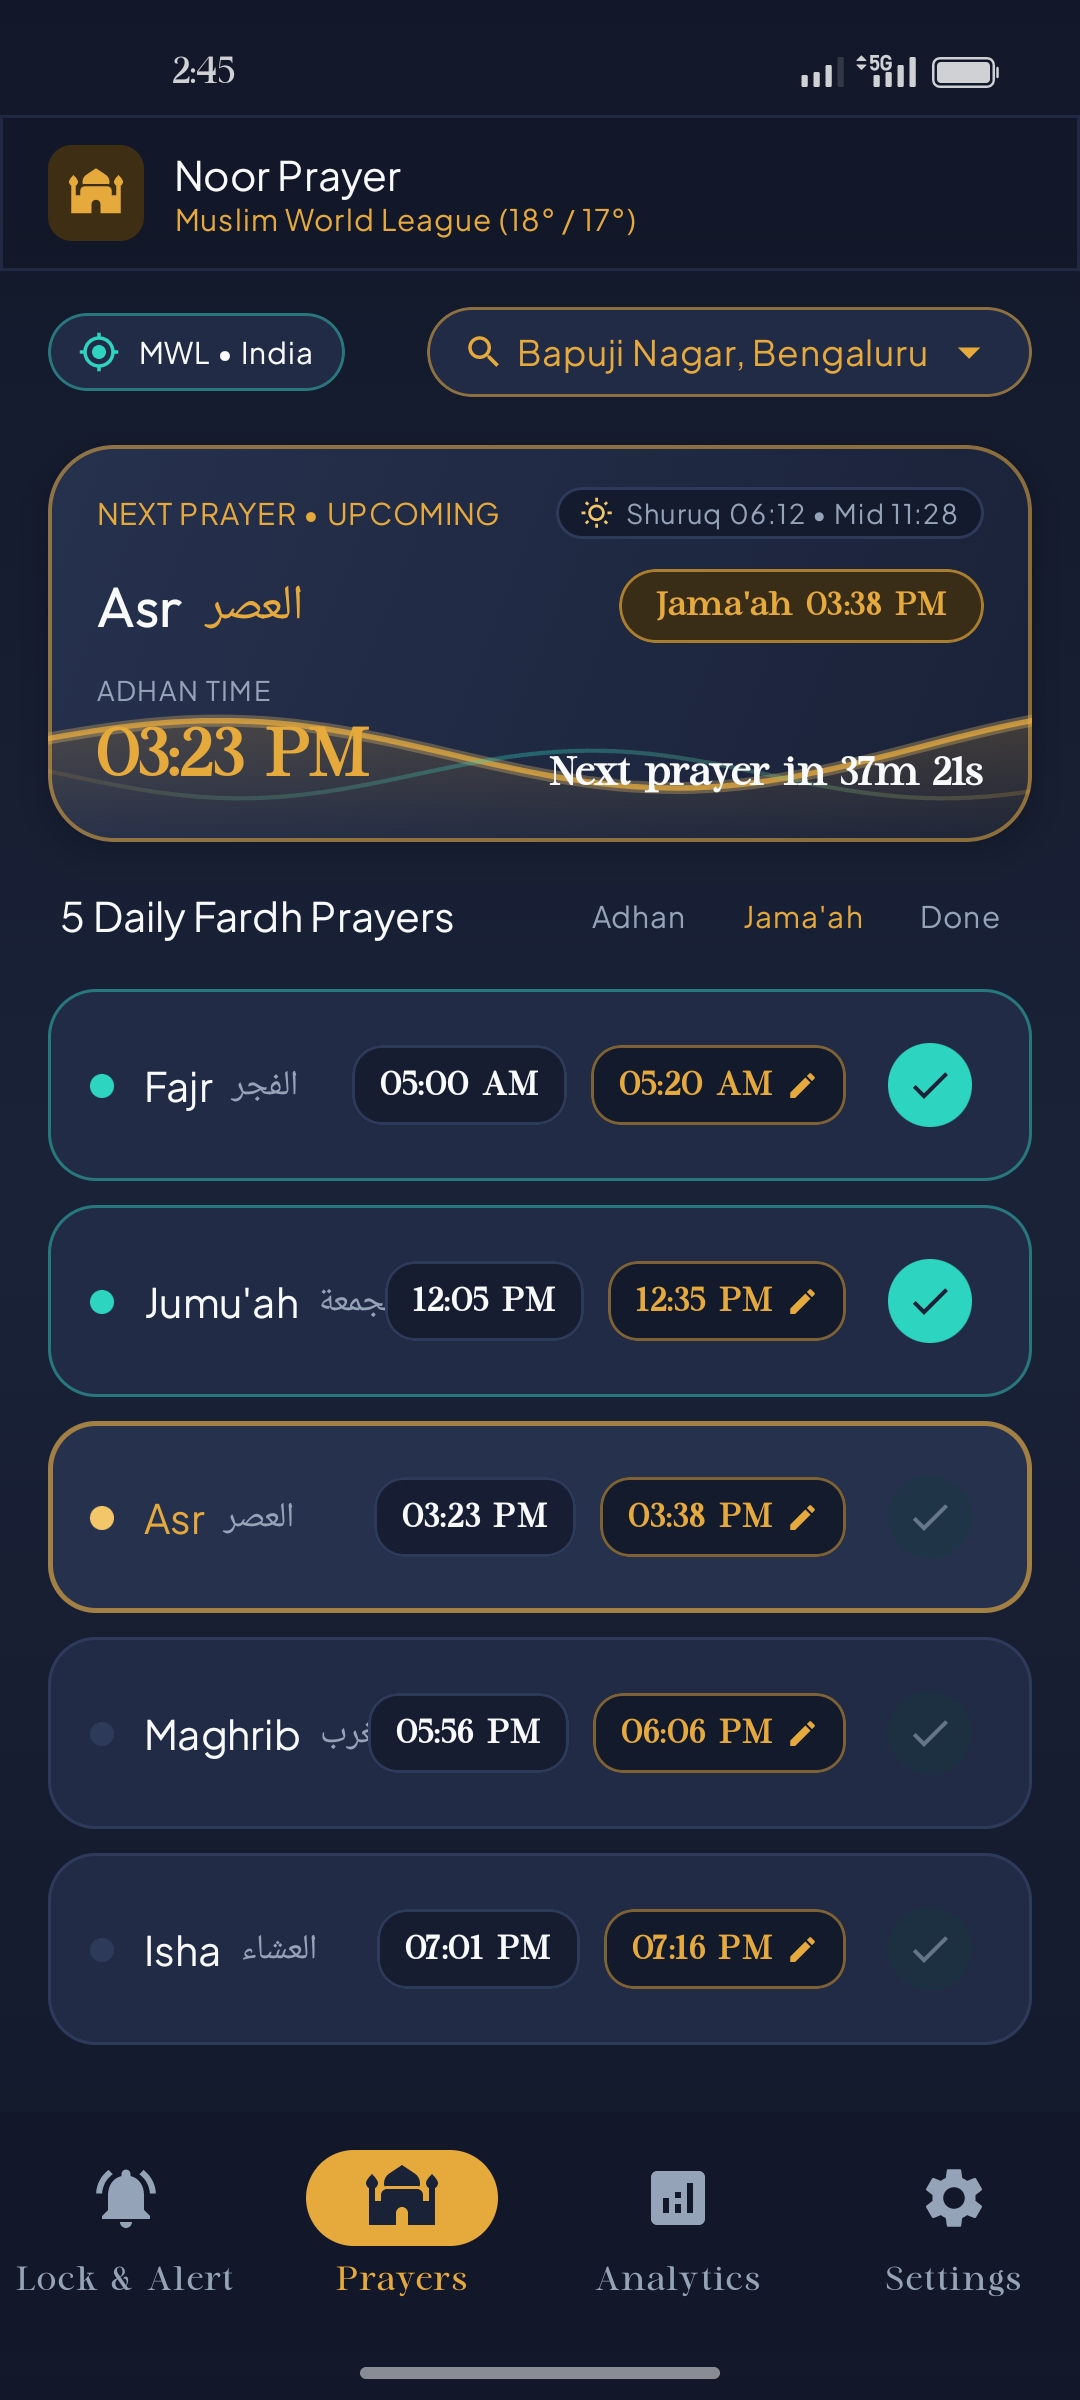 2:45
5G
Noor Prayer
Muslim World League (18° / 17°)
MWL • India
Bapuji Nagar, Bengaluru
NEXT PRAYER • UPCOMING
Shuruq 06:12 • Mid 11:28
Asr العصر
Jama'ah 03:38 PM
ADHAN TIME
03:23 PM
Next prayer in 37m 21s
5 Daily Fardh Prayers Adhan Jama'ah Done
Fajr الفجر 05:00 AM 05:20 AM
Jumu'ah 12:05 PM 12:35 PM
Asr العصر 03:23 PM 03:38 PM
Maghrib 05:56 PM 06:06 PM
Isha العشاء 07:01 PM 07:16 PM
Lock & Alert Prayers Analytics Settings